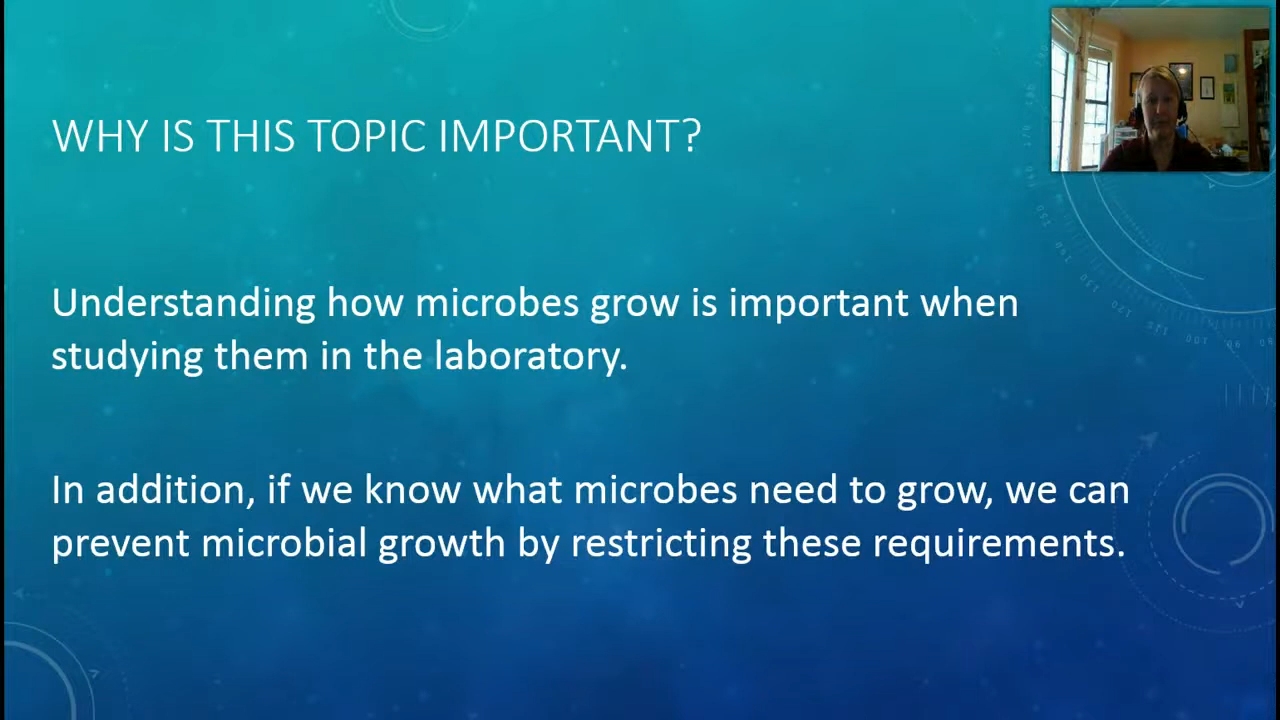 WHY IS THIS TOPIC IMPORTANT?
Understanding how microbes grow is important when
studying them in the laboratory.
In addition, if we know what microbes need to grow, we can
prevent microbial growth by restricting these requirements.